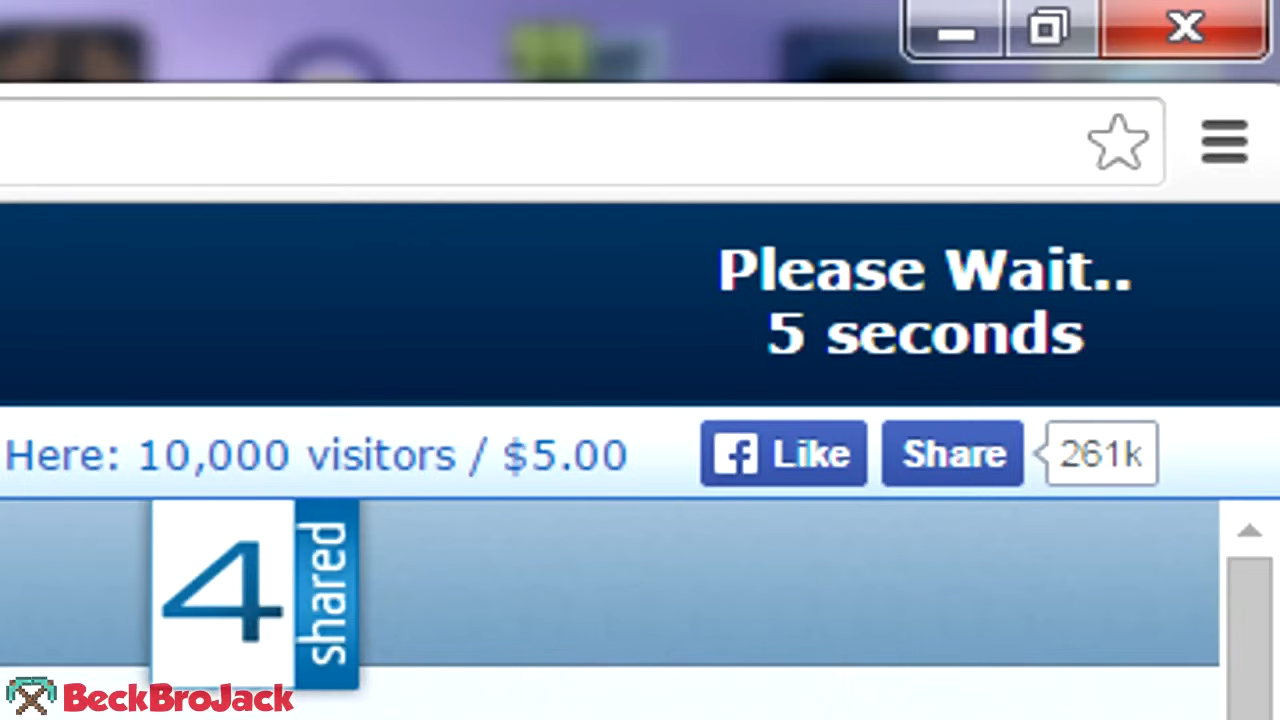 Please Wait..
5 seconds
Here: 10,000 visitors / $5.00
Like
Share
261k
4
shared
BeckBroJack